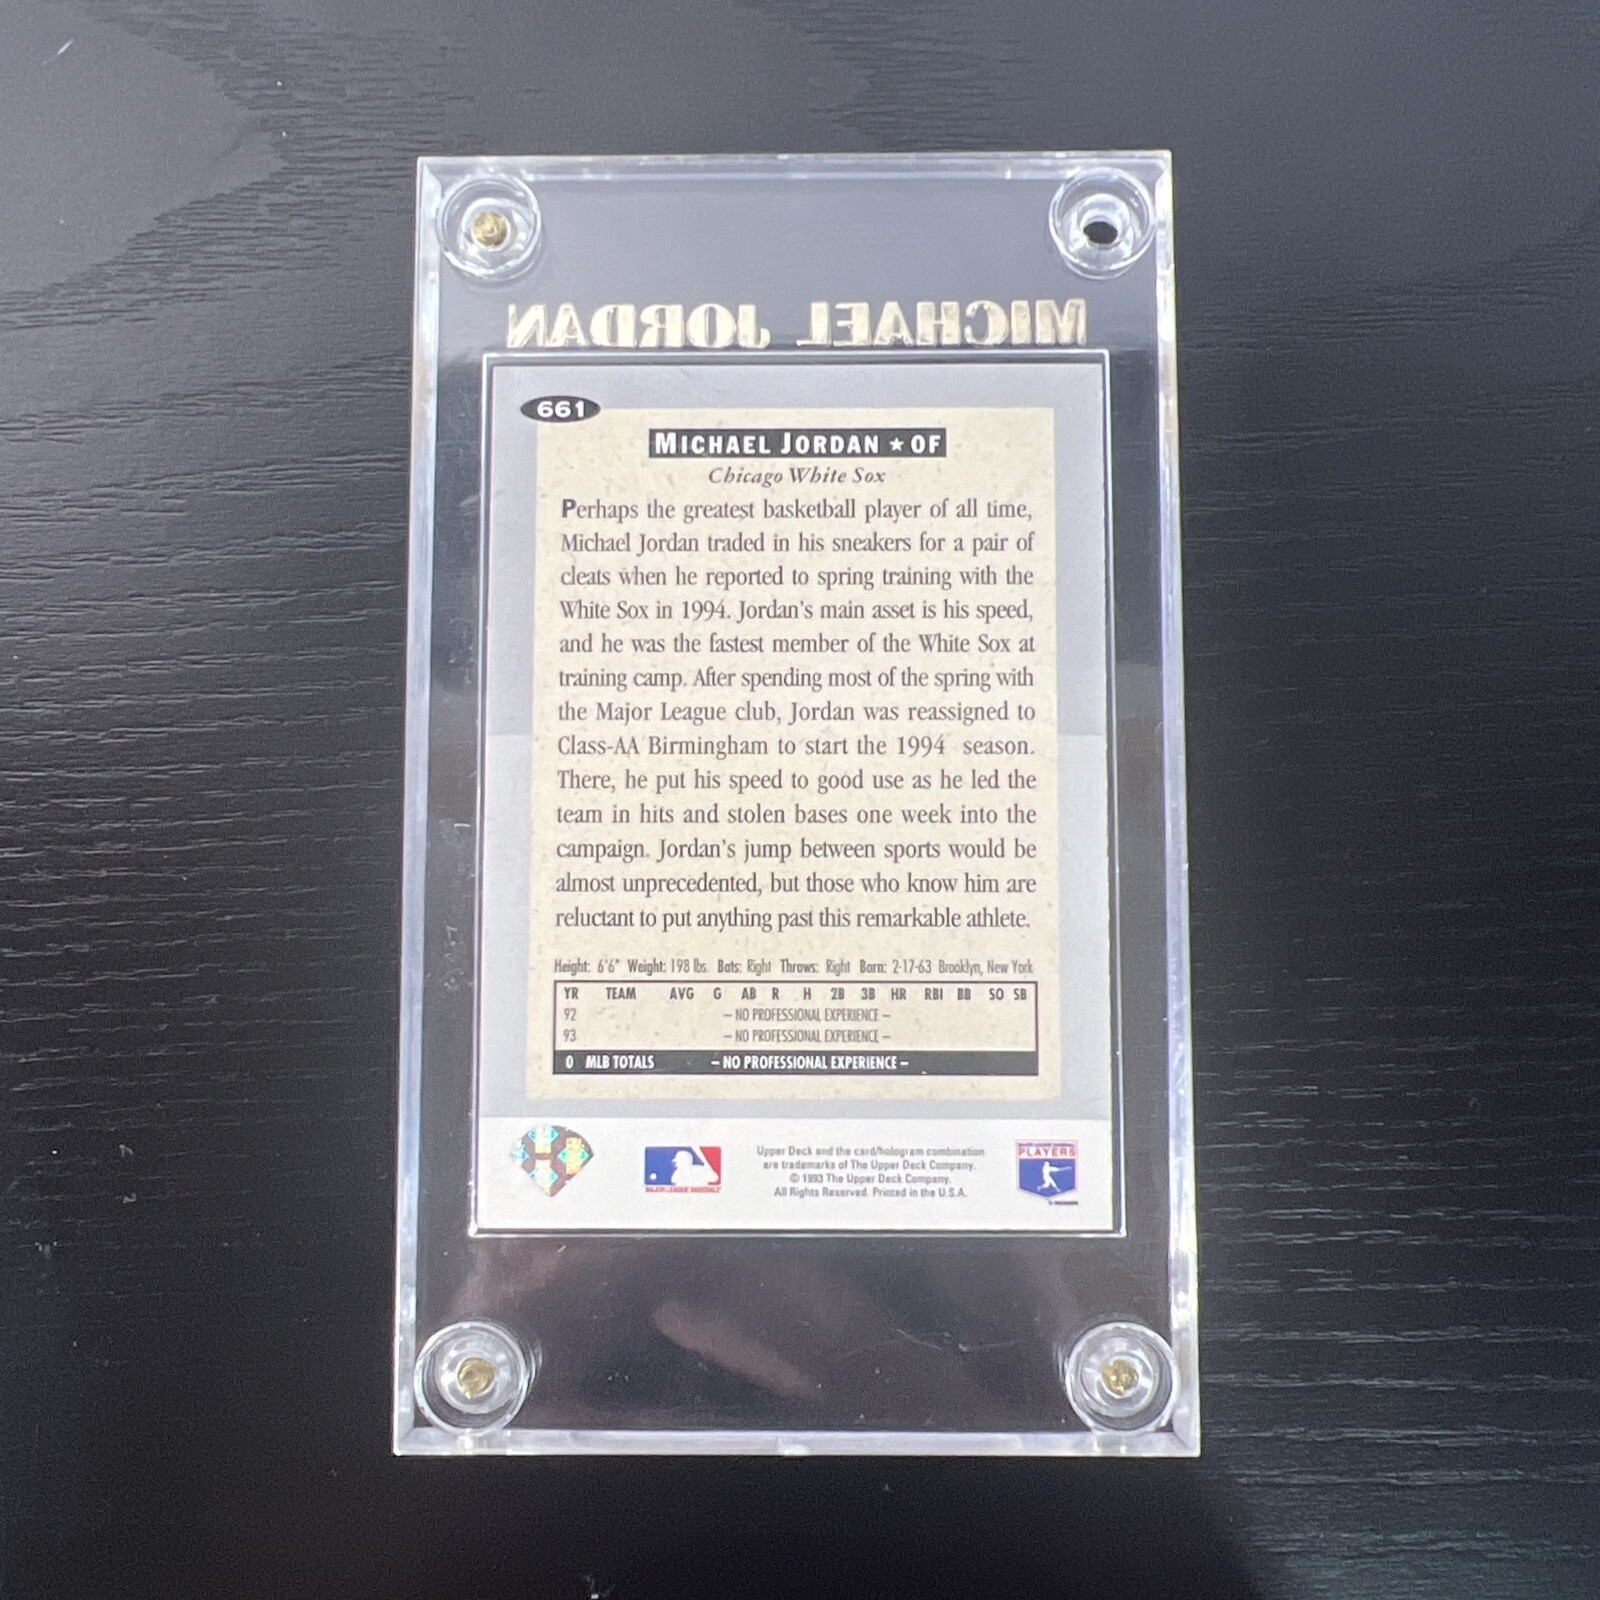 MICHAEL JORDAN
661
MICHAEL JORDAN ★ OF
Chicago White Sox
Perhaps the greatest basketball player of all time,
Michael Jordan traded in his sneakers for a pair of
cleats when he reported to spring training with the
White Sox in 1994. Jordan's main asset is his speed,
and he was the fastest member of the White Sox at
training camp. After spending most of the spring with
the Major League club, Jordan was reassigned to
Class-AA Birmingham to start the 1994 season.
There, he put his speed to good use as he led the
team in hits and stolen bases one week into the
campaign. Jordan's jump between sports would be
almost unprecedented, but those who know him are
reluctant to put anything past this remarkable athlete.
Height: 6'6" Weight: 198 lbs. Bats: Right Throws: Right Born: 2-17-63 Brooklyn, New York
YR TEAM AVG G AB R H 2B 3B HR RBI BB SO SB
92 – NO PROFESSIONAL EXPERIENCE –
93 – NO PROFESSIONAL EXPERIENCE –
0 MLB TOTALS – NO PROFESSIONAL EXPERIENCE –
Upper Deck and the card/hologram combination
are trademarks of The Upper Deck Company.
© 1993 The Upper Deck Company.
All Rights Reserved. Printed in the U.S.A.
MAJOR LEAGUE BASEBALL
MAJOR LEAGUE BASEBALL
PLAYERS